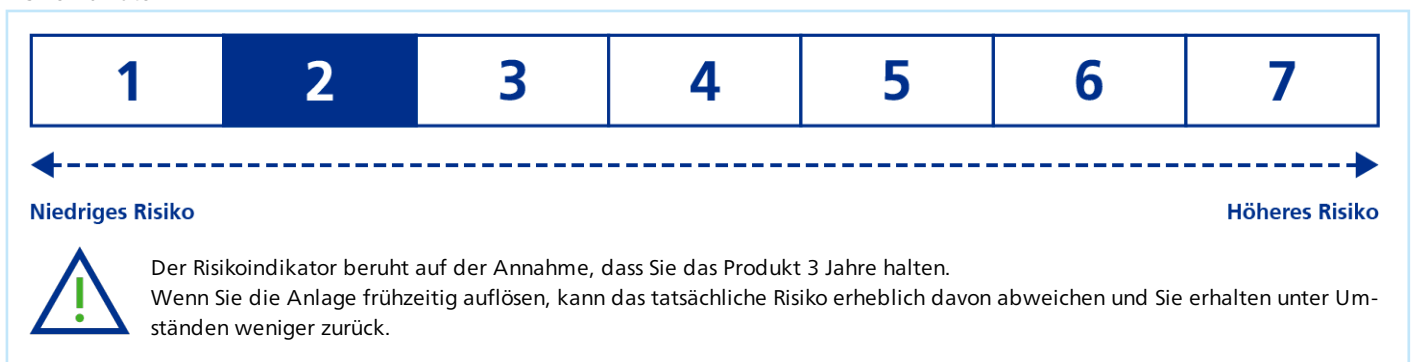 1 2 3 4 5 6 7
Niedriges Risiko Höheres Risiko
Der Risikoindikator beruht auf der Annahme, dass Sie das Produkt 3 Jahre halten.
Wenn Sie die Anlage frühzeitig auflösen, kann das tatsächliche Risiko erheblich davon abweichen und Sie erhalten unter Um-
ständen weniger zurück.